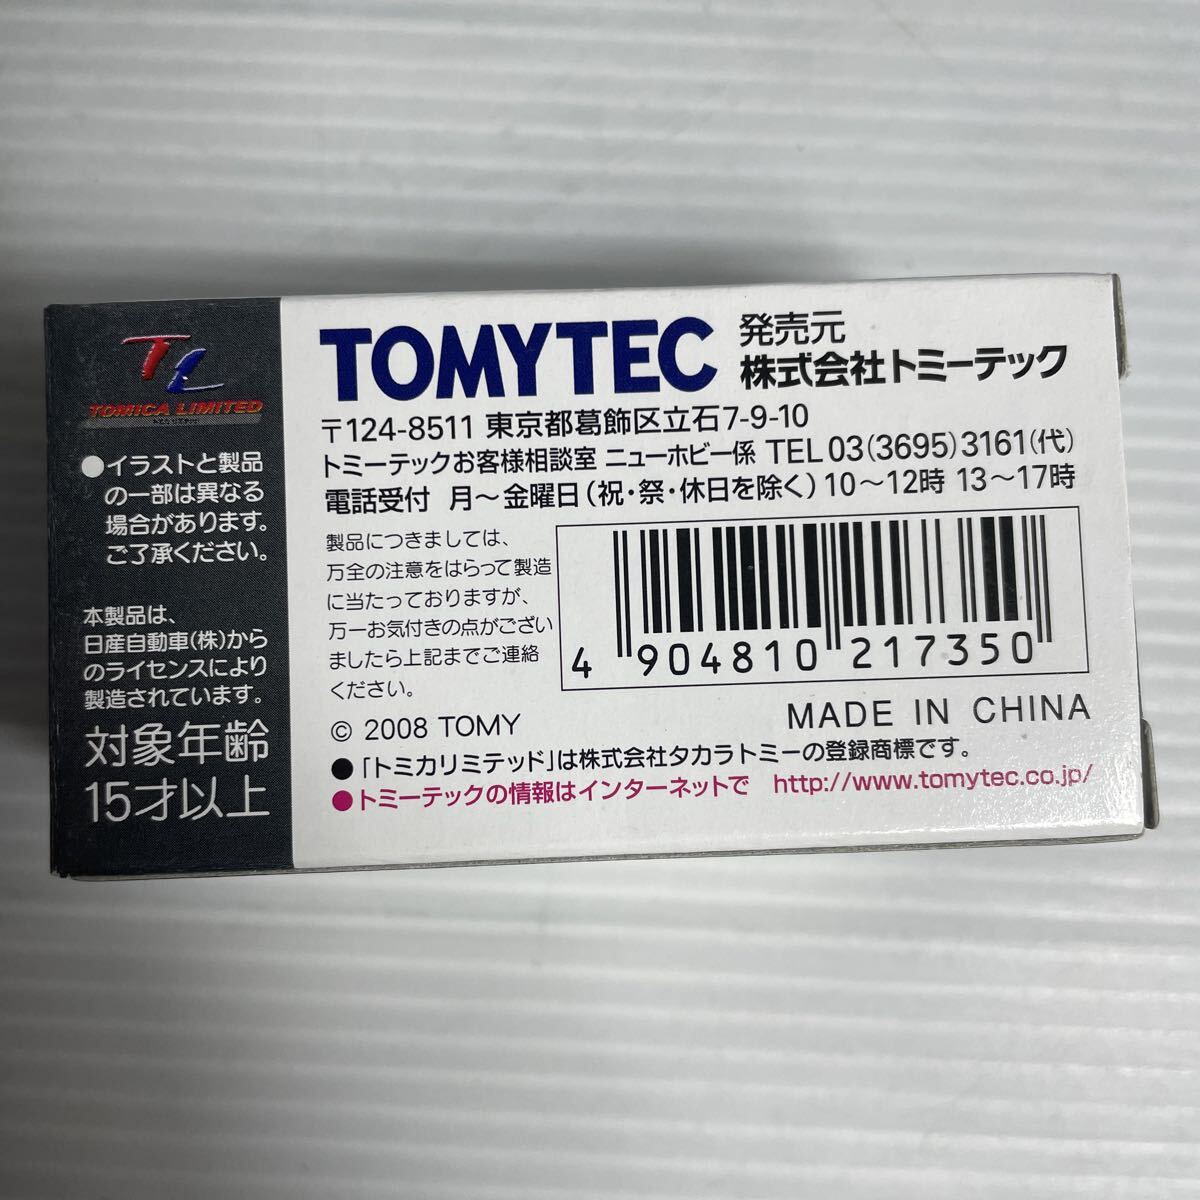 TL
TOMICA LIMITED
●イラストと製品
の一部は異なる
場合があります。
ご了承ください。
本製品は、
日産自動車(株)から
のライセンスにより
製造されています。
対象年齢
15才以上
TOMYTEC
発売元
株式会社トミーテック
〒124-8511 東京都葛飾区立石7-9-10
トミーテックお客様相談室 ニューホビー係 TEL 03(3695)3161(代)
電話受付 月～金曜日(祝・祭・休日を除く)10～12時 13～17時
製品につきましては、
万全の注意をはらって製造
に当たっておりますが、
万一お気付きの点がござい
ましたら上記までご連絡
ください。
4 904810 217350
© 2008 TOMY
MADE IN CHINA
●「トミカリミテッド」は株式会社タカラトミーの登録商標です。
●トミーテックの情報はインターネットで http://www.tomytec.co.jp/